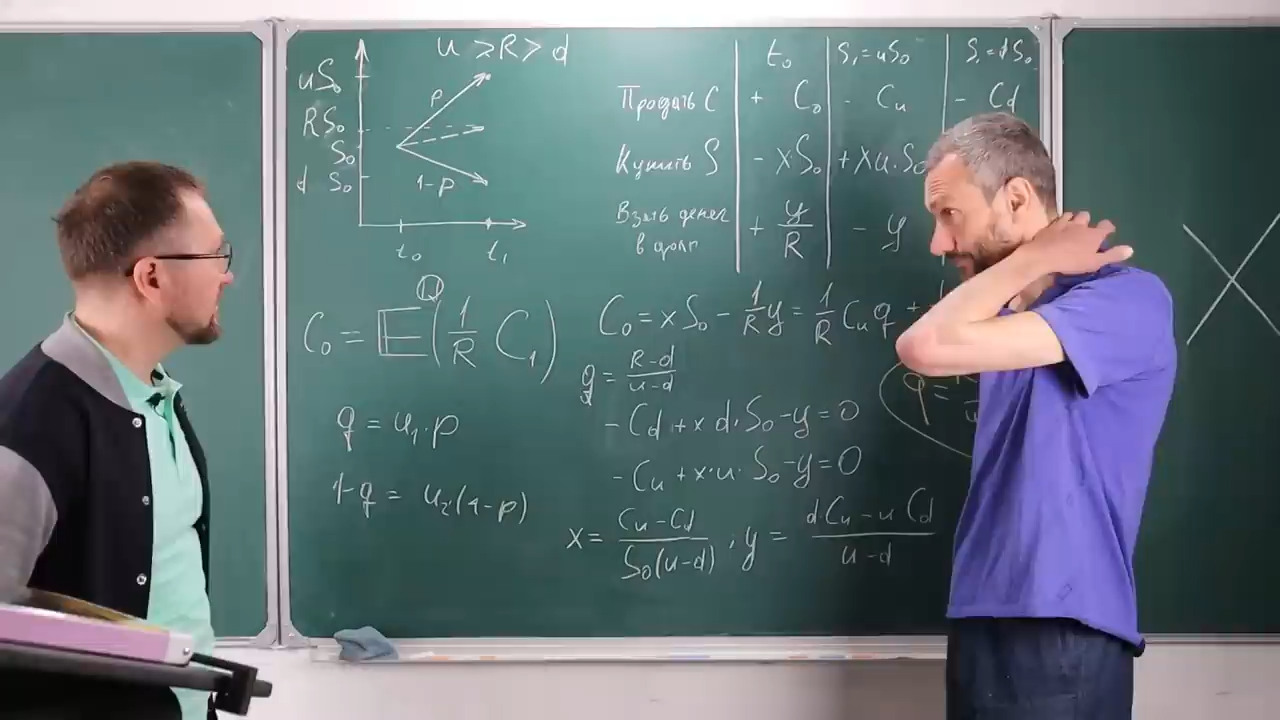 u > R > d
uS₀
RS₀
S₀
d S₀
p
1-p
t₀ t₁
t₀ S₁=uS₀ S₁=dS₀
Продать C + C₀ - Cu - Cd
Купить S - x·S₀ + xu·S₀
Взять денег в долг + y/R - y
C₀ = 𝔼^Q (1/R C₁)
q = u₁·p
1-q = u₂·(1-p)
C₀ = xS₀ - 1/R y = 1/R Cu q +
q = R-d / u-d
- Cd + x d·S₀ - y = 0
- Cu + x·u·S₀ - y = 0
x = Cu - Cd / S₀(u-d) , y = d·Cu - u Cd / u-d
q =